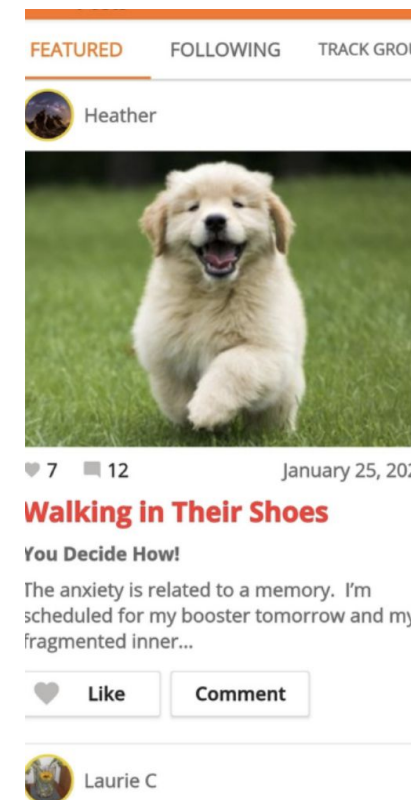 FEATURED FOLLOWING TRACK GROU
Heather
7 12 January 25, 202
Walking in Their Shoes
You Decide How!
The anxiety is related to a memory. I'm
scheduled for my booster tomorrow and my
fragmented inner...
Like Comment
Laurie C